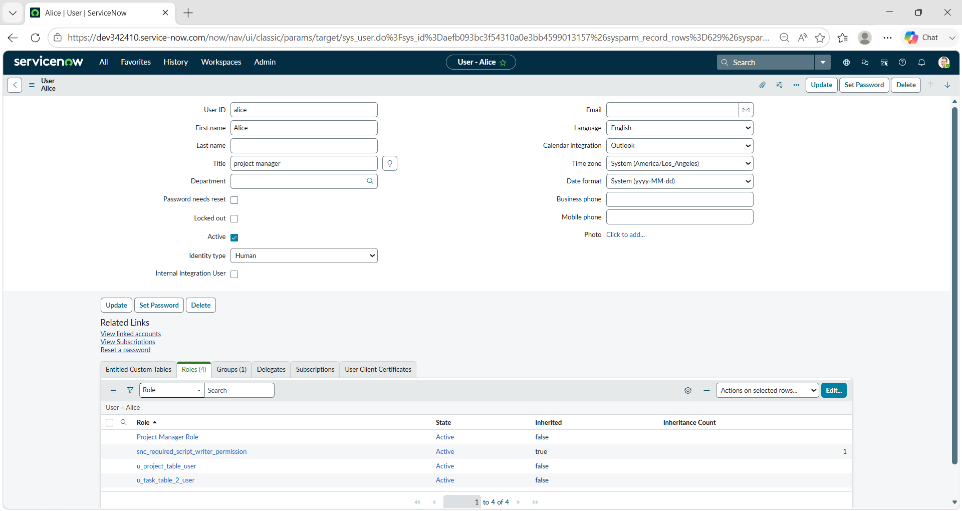 Alice | User | ServiceNow
https://dev342410.service-now.com/now/nav/ui/classic/params/target/sys_user.do%3Fsys_id%3Daefb093bc3f54310a0e3bb4599013157%26sysparm_record_rows%3D629%26syspar...
Chat
servicenow All Favorites History Workspaces Admin User - Alice Search
User
Alice
Update Set Password Delete
User ID alice
First name Alice
Last name
Title project manager
Department
Password needs reset
Locked out
Active
Identity type Human
Internal Integration User
Email
Language English
Calendar integration Outlook
Time zone System (America/Los_Angeles)
Date format System (yyyy-MM-dd)
Business phone
Mobile phone
Photo Click to add...
Update Set Password Delete
Related Links
View linked accounts
View Subscriptions
Reset a password
Entitled Custom Tables Roles (4) Groups (1) Delegates Subscriptions User Client Certificates
Role Search Actions on selected rows... Edit...
User - Alice
Role State Inherited Inheritance Count
Project Manager Role Active false
snc_required_script_writer_permission Active true 1
u_project_table_user Active false
u_task_table_2_user Active false
1 to 4 of 4